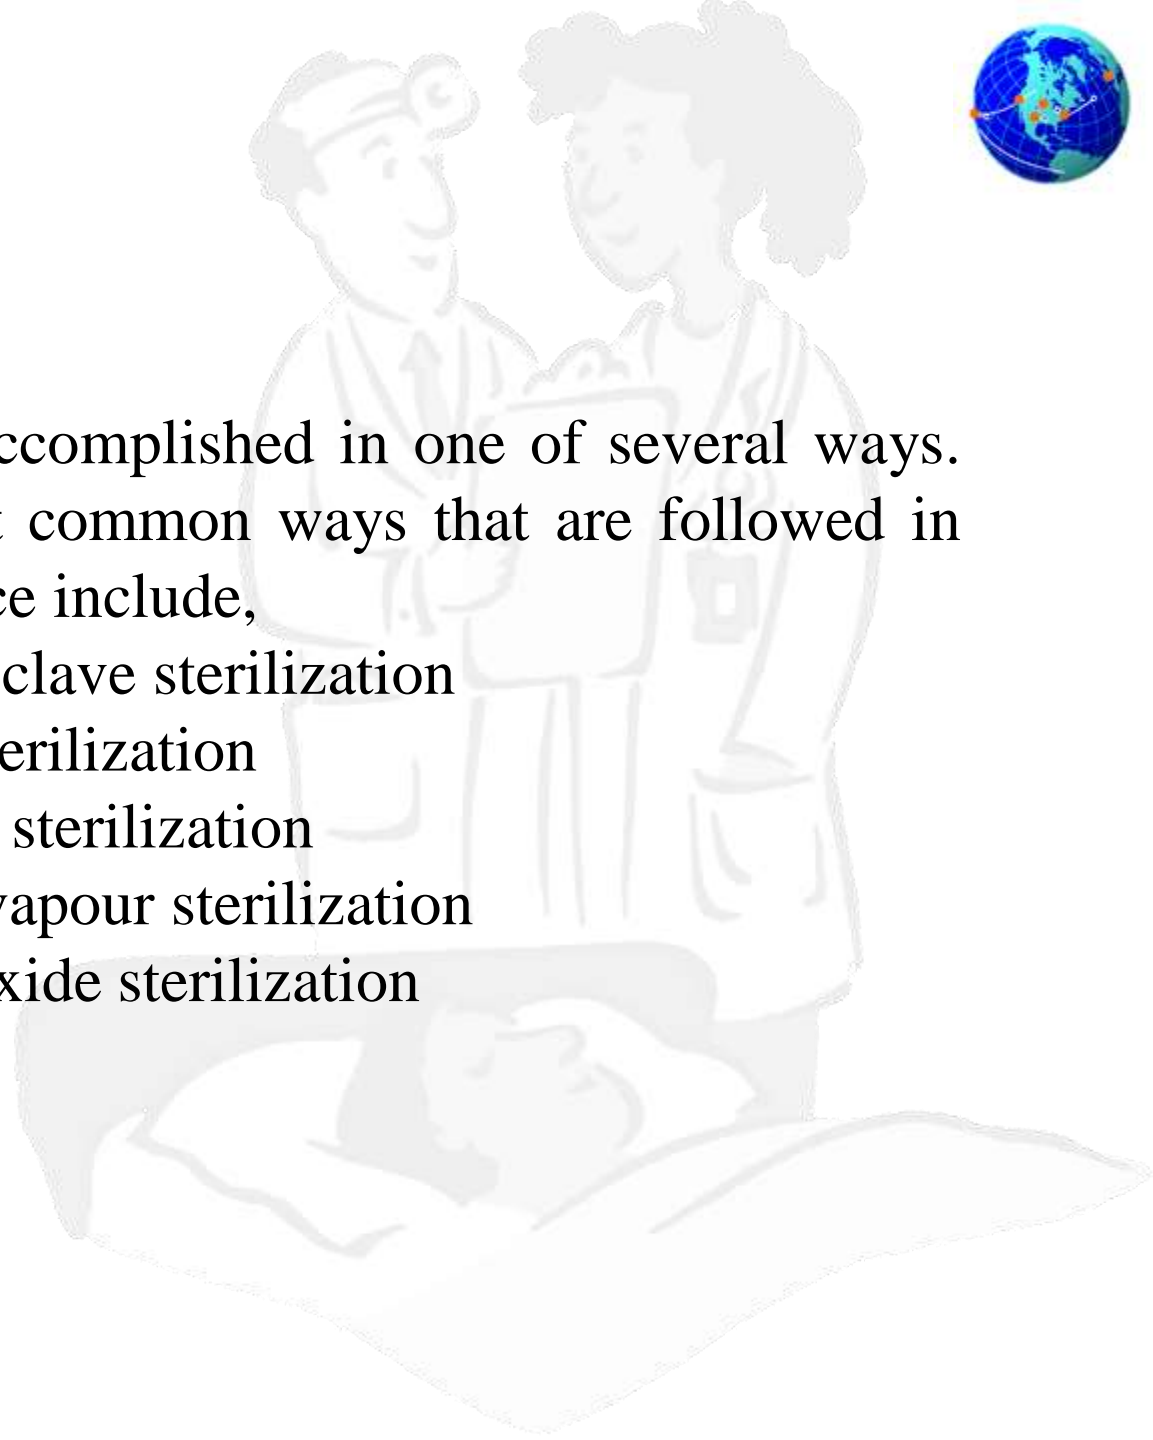 ccomplished in one of several ways.
common ways that are followed in
include,
clave sterilization
erilization
sterilization
vapour sterilization
xide sterilization